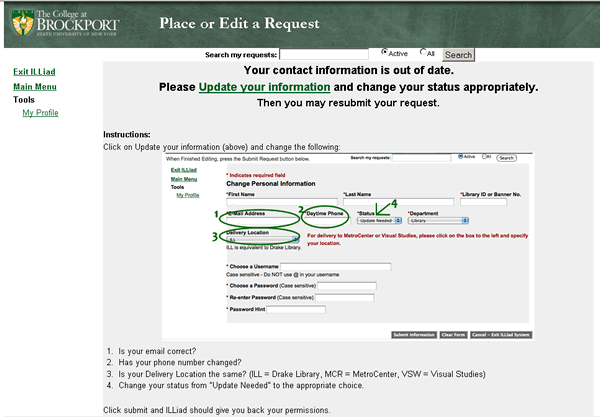 The College at
BROCKPORT
STATE UNIVERSITY OF NEW YORK
Place or Edit a Request
Search my requests: Active All Search
Exit ILLiad
Main Menu
Tools
My Profile
Your contact information is out of date.
Please Update your information and change your status appropriately.
Then you may resubmit your request.
Instructions:
Click on Update your information (above) and change the following:
When Finished Editing, press the Submit Request button below.
Search my requests: Active All Search
Exit ILLiad
Main Menu
Tools
My Profile
* Indicates required field
Change Personal Information
*First Name *Last Name *Library ID or Banner No.
1 *E-Mail Address 2 *Daytime Phone *Status 4 *Department
Update Needed Library
3 Delivery Location
ILL
ILL is equivalent to Drake Library.
For delivery to MetroCenter or Visual Studies, please click on the box to the left and specify
your location.
* Choose a Username
Case sensitive - Do NOT use @ in your username
* Choose a Password (Case sensitive)
* Re-enter Password (Case sensitive)
* Password Hint
Submit Information Clear Form Cancel - Exit ILLiad System
1. Is your email correct?
2. Has your phone number changed?
3. Is your Delivery Location the same? (ILL = Drake Library, MCR = MetroCenter, VSW = Visual Studies)
4. Change your status from "Update Needed" to the appropriate choice.
Click submit and ILLiad should give you back your permissions.